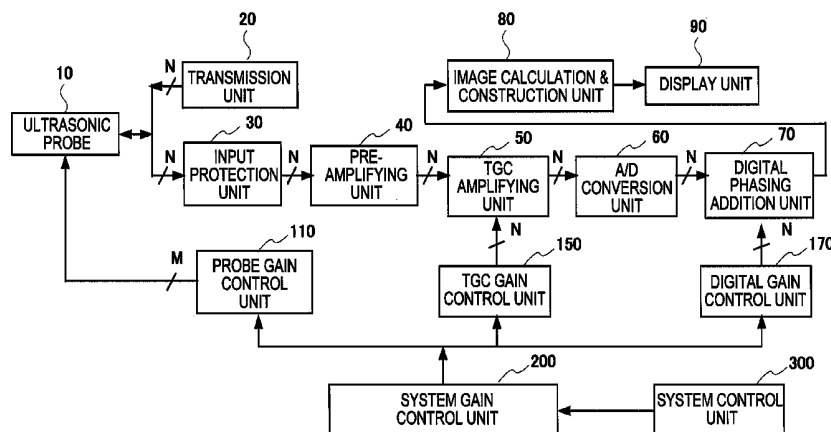 80
90
20
10
N
TRANSMISSION
UNIT
IMAGE CALCULATION &
CONSTRUCTION UNIT
DISPLAY UNIT
ULTRASONIC
PROBE
30
40
50
60
70
N
INPUT
PROTECTION
UNIT
N
PRE-
AMPLIFYING
UNIT
N
TGC
AMPLIFYING
UNIT
N
A/D
CONVERSION
UNIT
N
DIGITAL
PHASING
ADDITION UNIT
110
M
PROBE GAIN
CONTROL
UNIT
N
150
TGC GAIN
CONTROL UNIT
N
170
DIGITAL GAIN
CONTROL UNIT
200
SYSTEM GAIN
CONTROL UNIT
300
SYSTEM CONTROL
UNIT